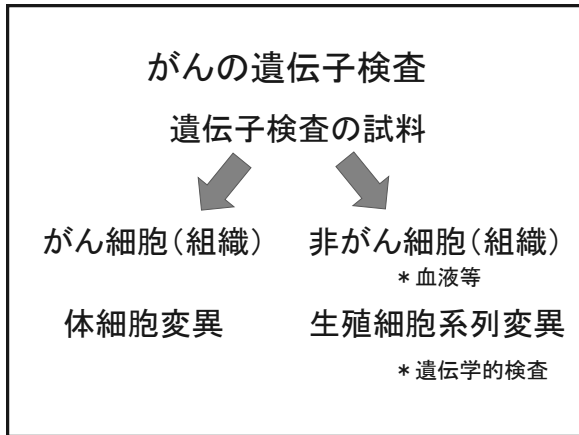 がんの遺伝子検査
遺伝子検査の試料
がん細胞(組織)
非がん細胞(組織)
＊血液等
体細胞変異
生殖細胞系列変異
＊遺伝学的検査